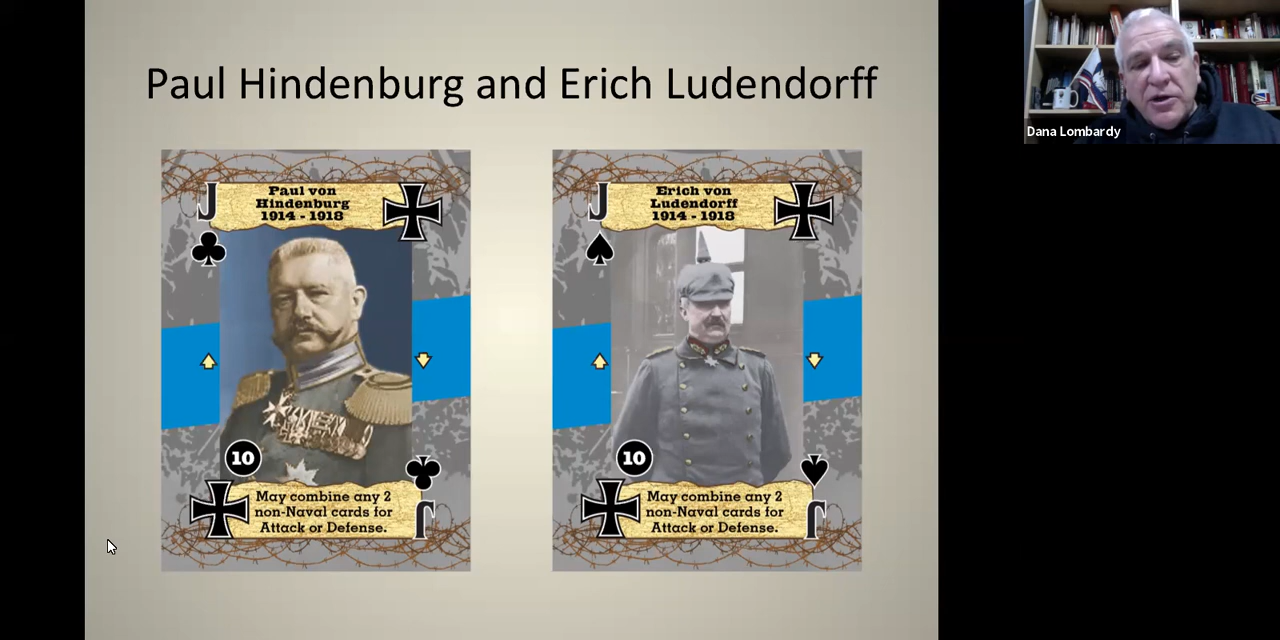 Paul Hindenburg and Erich Ludendorff
Dana Lombardy
J
Paul von
Hindenburg
1914 - 1918
10
May combine any 2
non-Naval cards for
Attack or Defense.
J
J
Erich von
Ludendorff
1914 - 1918
10
May combine any 2
non-Naval cards for
Attack or Defense.
J